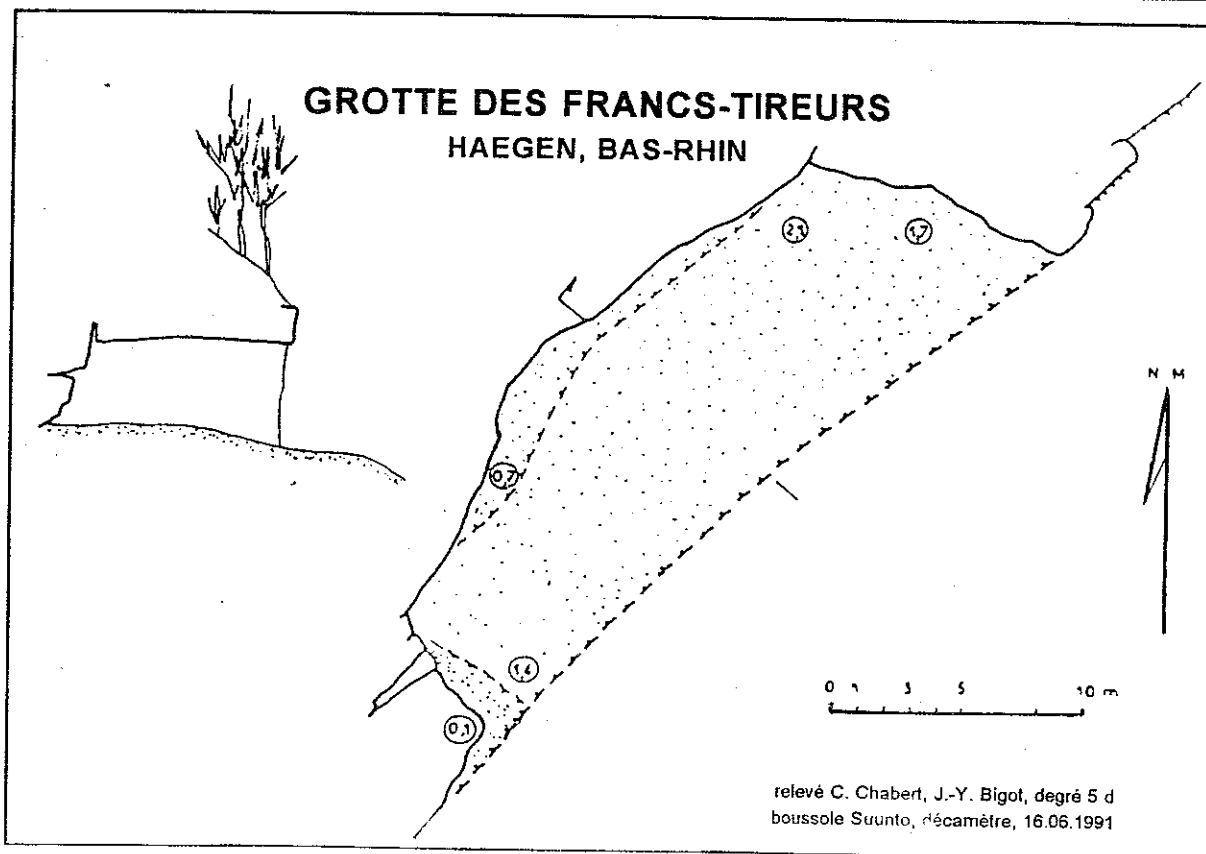 GROTTE DES FRANCS-TIREURS
HAEGEN, BAS-RHIN
2,1
1,7
N M
0,7
1,4
0,1
0 1 3 5 10 m
relevé C. Chabert, J.-Y. Bigot, degré 5 d
boussole Suunto, décamètre, 16.06.1991